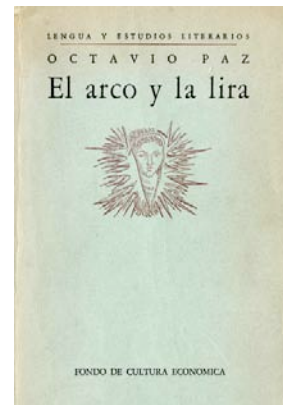 LENGUA Y ESTUDIOS LITERARIOS
OCTAVIO PAZ
El arco y la lira
FONDO DE CULTURA ECONOMICA